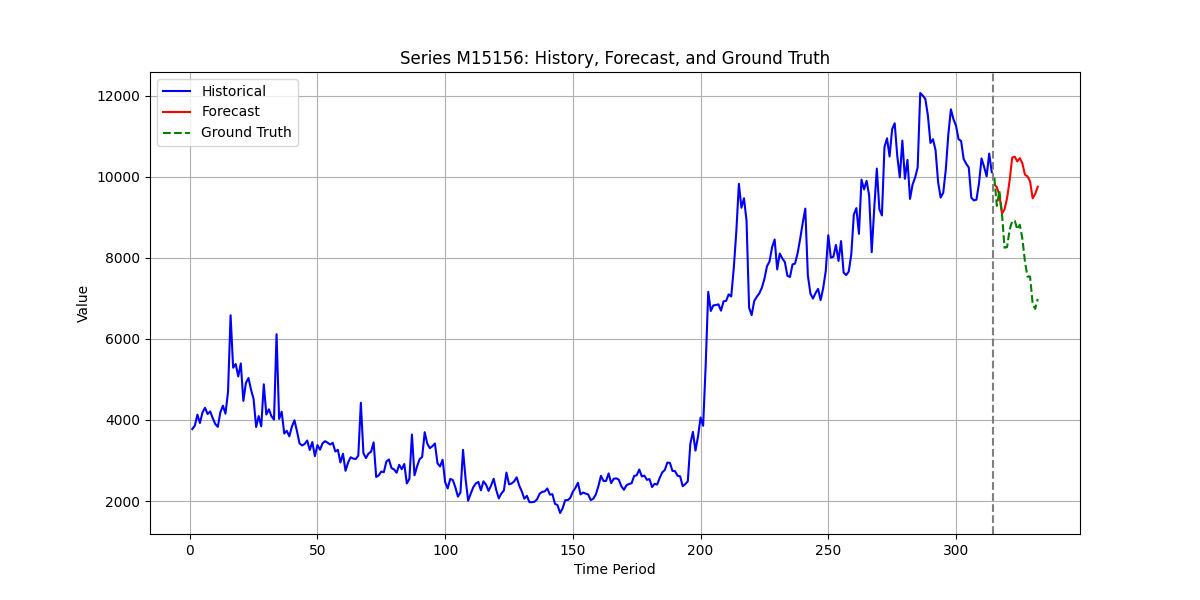 Series M15156: History, Forecast, and Ground Truth
Historical
Forecast
Ground Truth
12000
10000
8000
6000
4000
2000
Value
0
50
100
150
200
250
300
Time Period